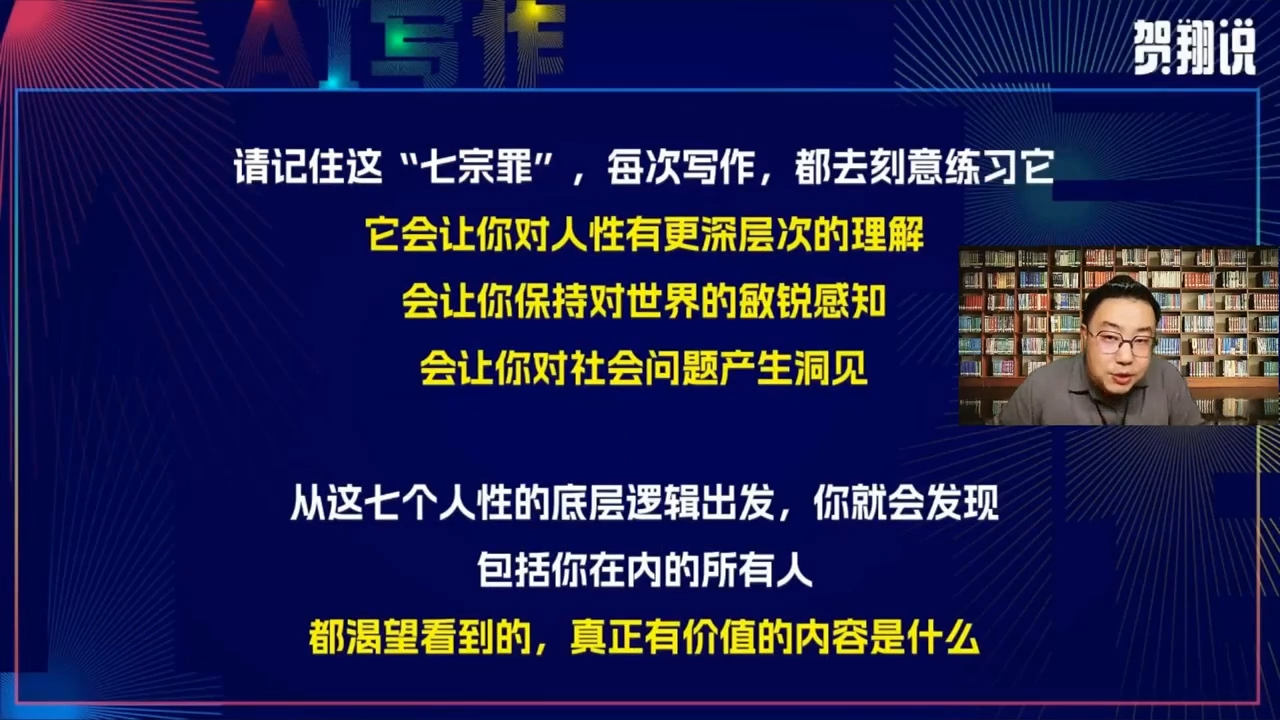 AI写作
贺翔说
请记住这“七宗罪”，每次写作，都去刻意练习它
它会让你对人性有更深层次的理解
会让你保持对世界的敏锐感知
会让你对社会问题产生洞见
从这七个人性的底层逻辑出发，你就会发现
包括你在内的所有人
都渴望看到的，真正有价值的内容是什么